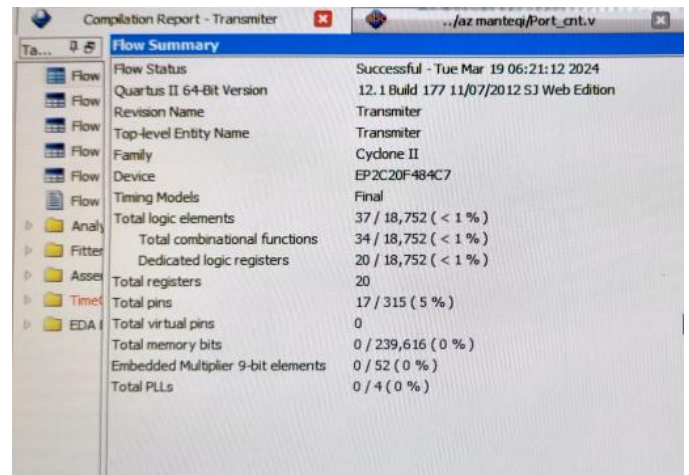 Compilation Report - Transmiter
../az manteqi/Port_cnt.v
Ta...
Flow Summary
Flow
Flow
Flow
Flow
Flow
Flow
Analy
Fitter
Asse
Time
EDA
Flow Status Successful - Tue Mar 19 06:21:12 2024
Quartus II 64-Bit Version 12.1 Build 177 11/07/2012 SJ Web Edition
Revision Name Transmiter
Top-level Entity Name Transmiter
Family Cyclone II
Device EP2C20F484C7
Timing Models Final
Total logic elements 37 / 18,752 ( < 1 % )
Total combinational functions 34 / 18,752 ( < 1 % )
Dedicated logic registers 20 / 18,752 ( < 1 % )
Total registers 20
Total pins 17 / 315 ( 5 % )
Total virtual pins 0
Total memory bits 0 / 239,616 ( 0 % )
Embedded Multiplier 9-bit elements 0 / 52 ( 0 % )
Total PLLs 0 / 4 ( 0 % )